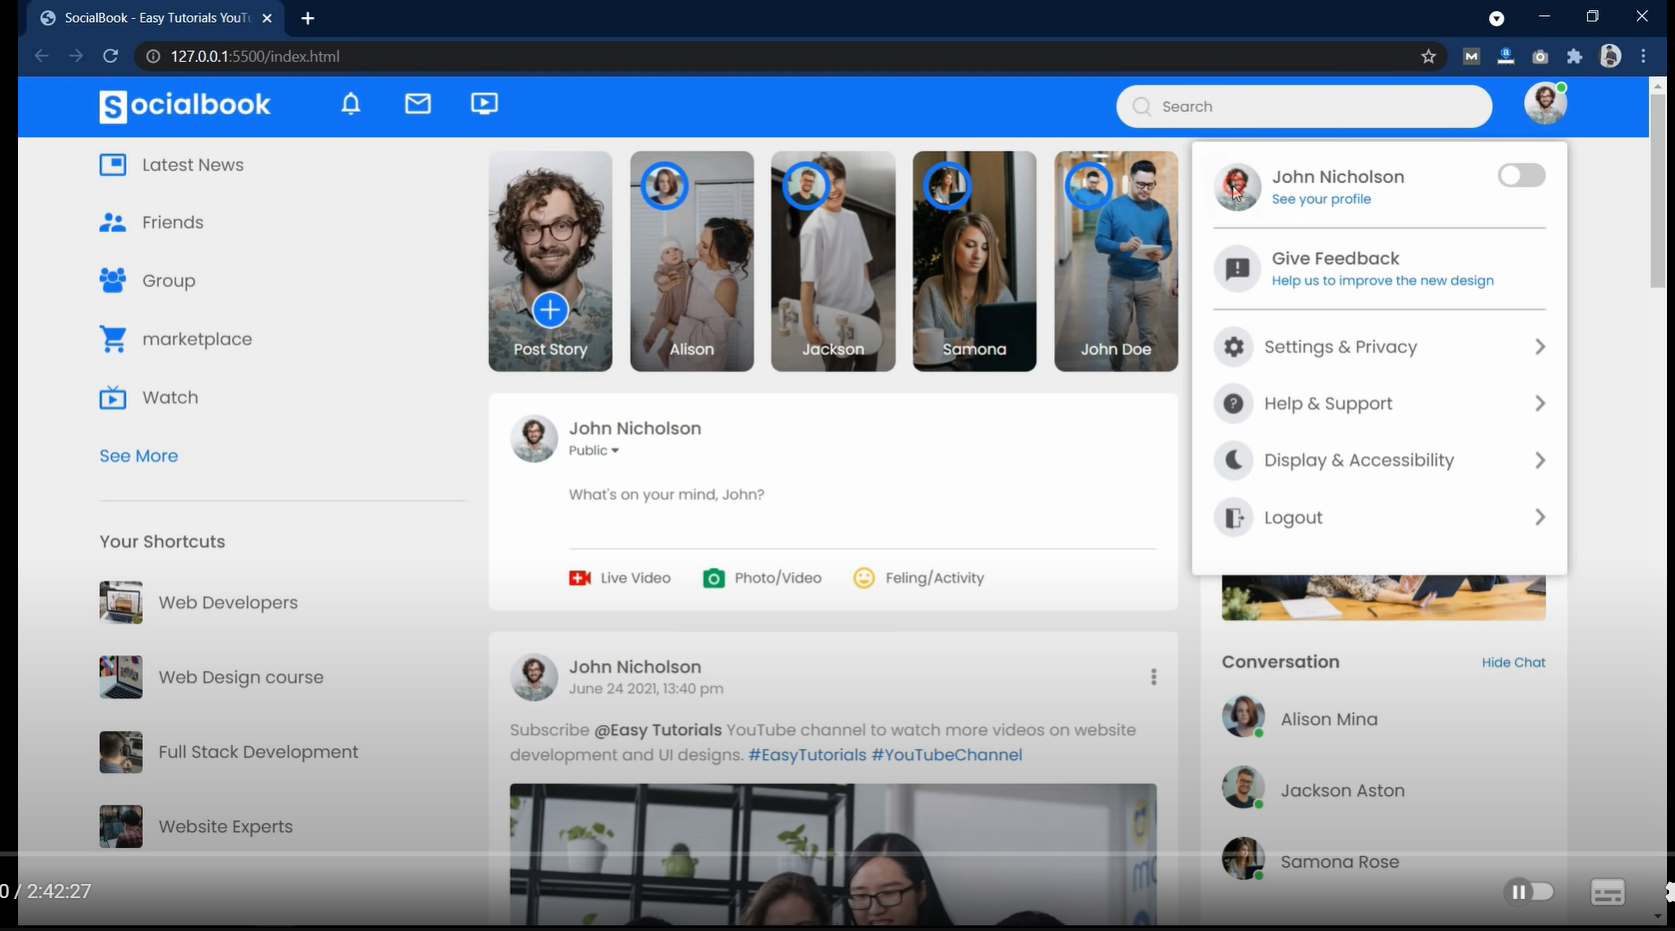 SocialBook - Easy Tutorials YouTu
127.0.0.1:5500/index.html
Socialbook
Search
Latest News
Friends
Group
marketplace
Watch
See More
Your Shortcuts
Web Developers
Web Design course
Full Stack Development
Website Experts
Post Story
Alison
Jackson
Samona
John Doe
John Nicholson
Public
What's on your mind, John?
Live Video
Photo/Video
Feling/Activity
John Nicholson
June 24 2021, 13:40 pm
Subscribe @Easy Tutorials YouTube channel to watch more videos on website
development and UI designs. #EasyTutorials #YouTubeChannel
John Nicholson
See your profile
Give Feedback
Help us to improve the new design
Settings & Privacy
Help & Support
Display & Accessibility
Logout
Conversation
Hide Chat
Alison Mina
Jackson Aston
Samona Rose
0 / 2:42:27